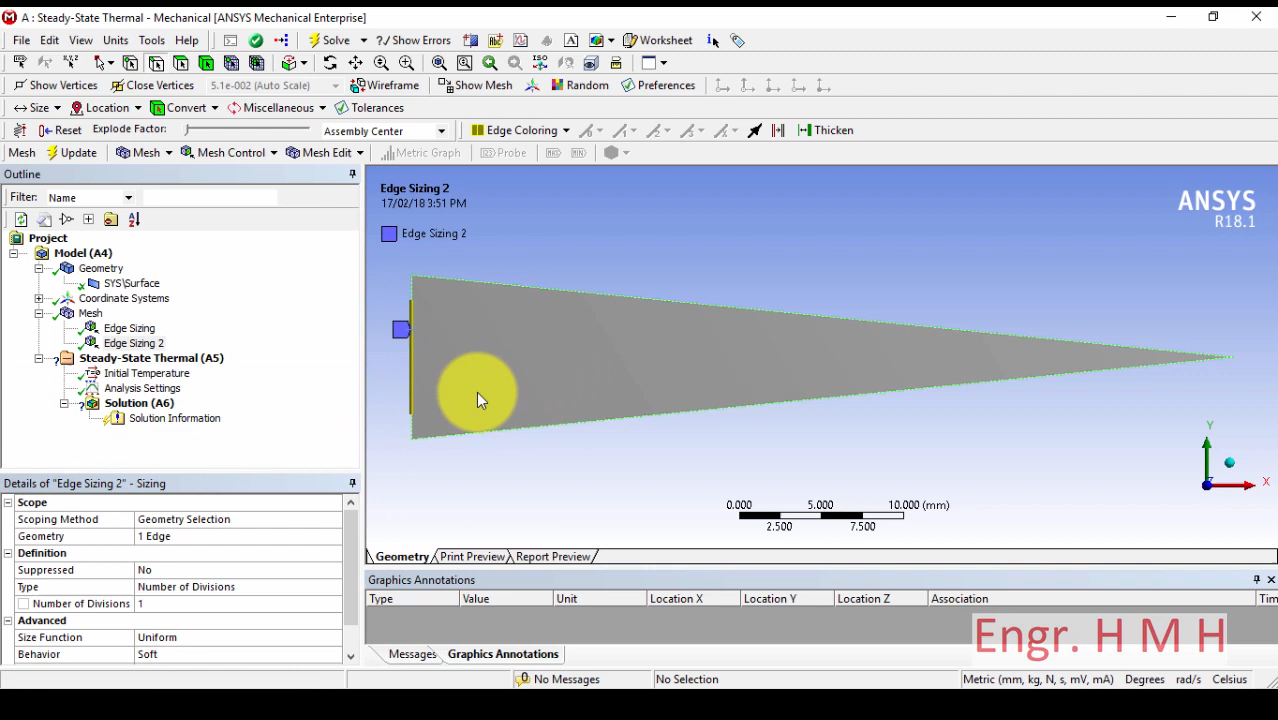 A : Steady-State Thermal - Mechanical [ANSYS Mechanical Enterprise]
File Edit View Units Tools Help Solve ?/ Show Errors Worksheet
Show Vertices Close Vertices 5.1e-002 (Auto Scale) Wireframe Show Mesh Random Preferences
Size Location Convert Miscellaneous Tolerances
Reset Explode Factor: Assembly Center Edge Coloring Thicken
Mesh Update Mesh Mesh Control Mesh Edit Metric Graph Probe MAX MIN
Outline
Filter: Name
Project
Model (A4)
Geometry
SYS\Surface
Coordinate Systems
Mesh
Edge Sizing
Edge Sizing 2
Steady-State Thermal (A5)
Initial Temperature
Analysis Settings
Solution (A6)
Solution Information
Details of "Edge Sizing 2" - Sizing
Scope
Scoping Method Geometry Selection
Geometry 1 Edge
Definition
Suppressed No
Type Number of Divisions
Number of Divisions 1
Advanced
Size Function Uniform
Behavior Soft
Edge Sizing 2
17/02/18 3:51 PM
Edge Sizing 2
ANSYS
R18.1
Y
X
0.000 5.000 10.000 (mm)
2.500 7.500
Geometry Print Preview Report Preview
Graphics Annotations
Type Value Unit Location X Location Y Location Z Association Tim
Engr. H M H
Messages Graphics Annotations
0 No Messages No Selection Metric (mm, kg, N, s, mV, mA) Degrees rad/s Celsius